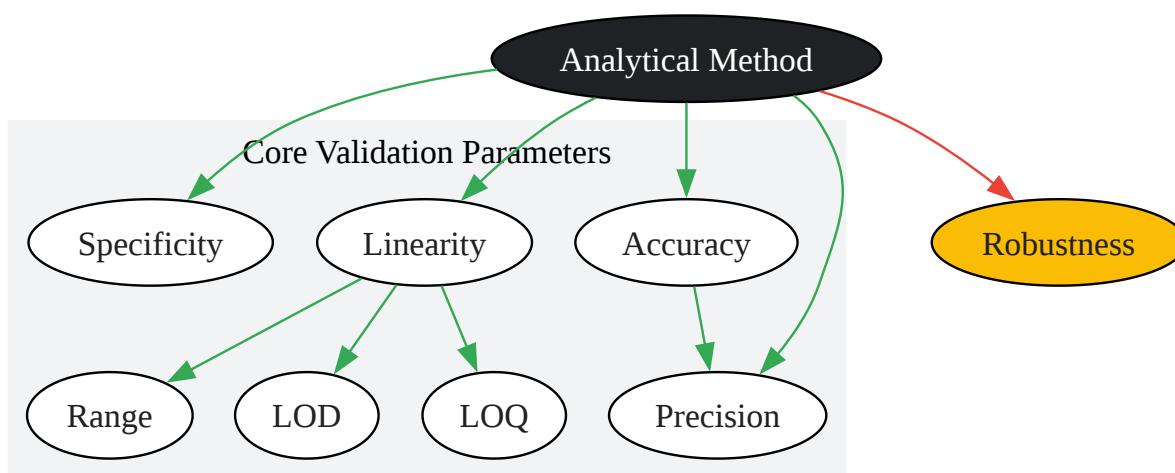 Analytical Method
Core Validation Parameters
Specificity
Linearity
Accuracy
Robustness
Range
LOD
LOQ
Precision